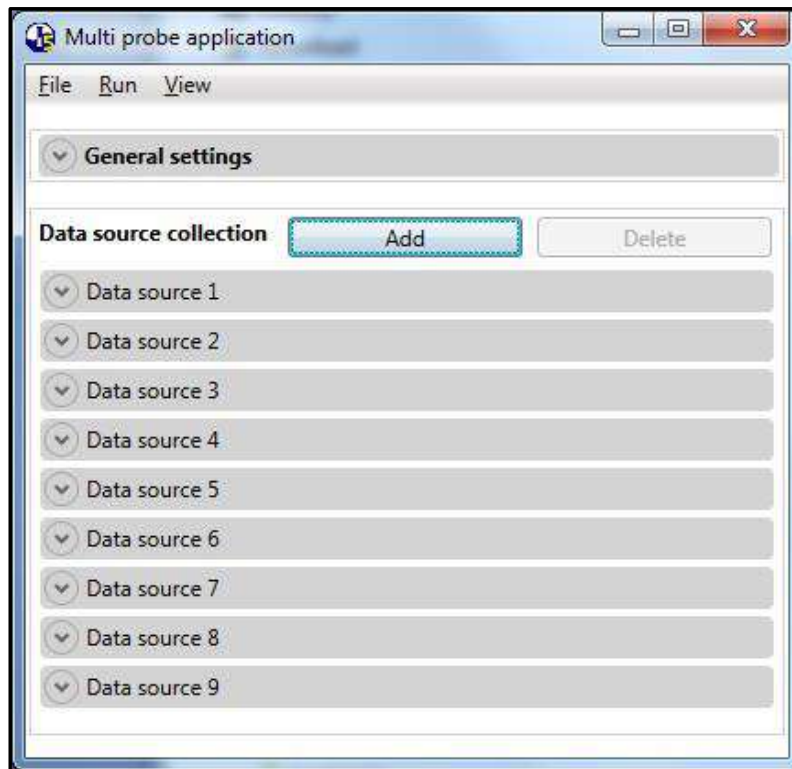 Multi probe application
File Run View
General settings
Data source collection Add Delete
Data source 1
Data source 2
Data source 3
Data source 4
Data source 5
Data source 6
Data source 7
Data source 8
Data source 9